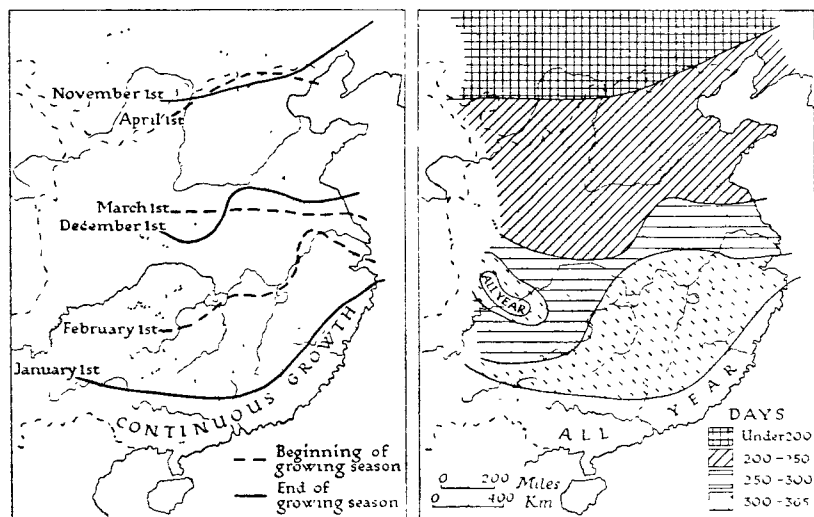 November 1st
April 1st
March 1st
December 1st
February 1st
January 1st
CONTINUOUS GROWTH
Beginning of
growing season
End of
growing season
ALL YEAR
ALL YEAR
0 200 Miles
0 400 Km
DAYS
Under200
200-250
250-300
300-365